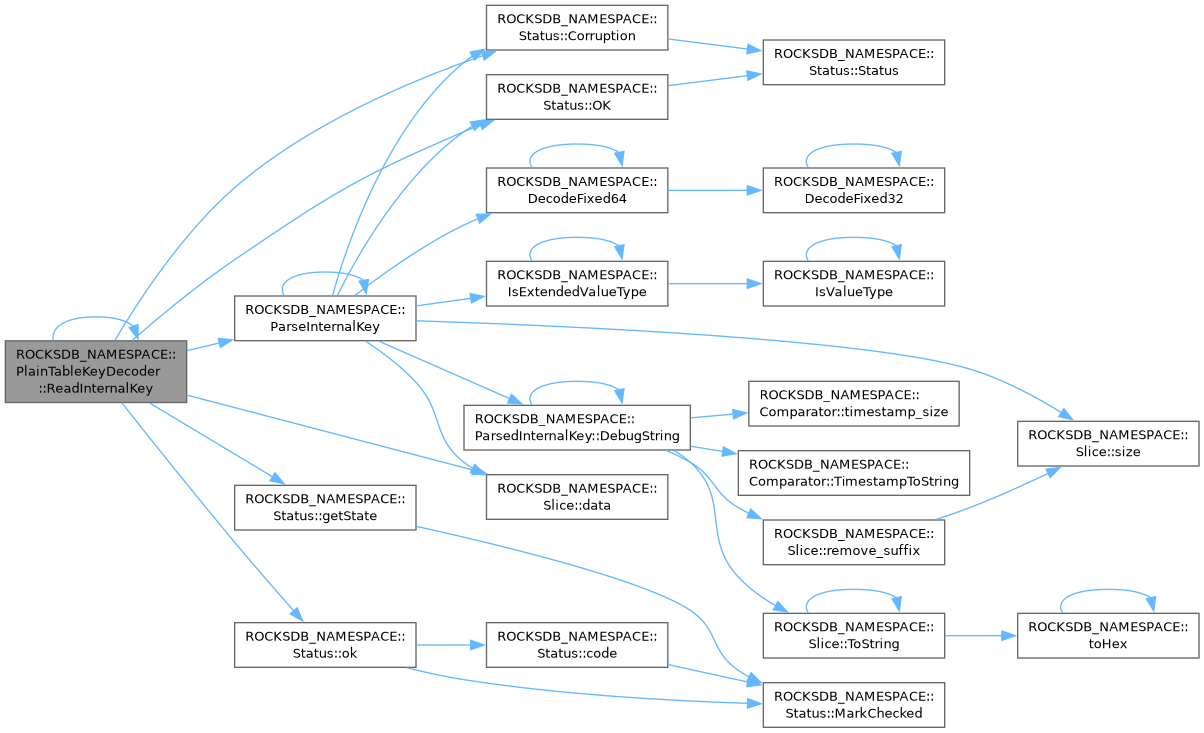 ROCKSDB_NAMESPACE::
Status::Corruption
ROCKSDB_NAMESPACE::
Status::Status
ROCKSDB_NAMESPACE::
Status::OK
ROCKSDB_NAMESPACE::
DecodeFixed64
ROCKSDB_NAMESPACE::
DecodeFixed32
ROCKSDB_NAMESPACE::
IsExtendedValueType
ROCKSDB_NAMESPACE::
IsValueType
ROCKSDB_NAMESPACE::
ParseInternalKey
ROCKSDB_NAMESPACE::
PlainTableKeyDecoder
::ReadInternalKey
ROCKSDB_NAMESPACE::
ParsedInternalKey::DebugString
ROCKSDB_NAMESPACE::
Comparator::timestamp_size
ROCKSDB_NAMESPACE::
Slice::size
ROCKSDB_NAMESPACE::
Comparator::TimestampToString
ROCKSDB_NAMESPACE::
Status::getState
ROCKSDB_NAMESPACE::
Slice::data
ROCKSDB_NAMESPACE::
Slice::remove_suffix
ROCKSDB_NAMESPACE::
Slice::ToString
ROCKSDB_NAMESPACE::
toHex
ROCKSDB_NAMESPACE::
Status::ok
ROCKSDB_NAMESPACE::
Status::code
ROCKSDB_NAMESPACE::
Status::MarkChecked